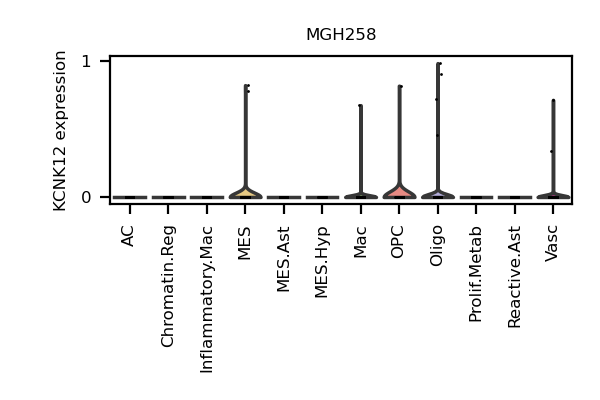 MGH258
KCNK12 expression
1
0
AC
Chromatin.Reg
Inflammatory.Mac
MES
MES.Ast
MES.Hyp
Mac
OPC
Oligo
Prolif.Metab
Reactive.Ast
Vasc